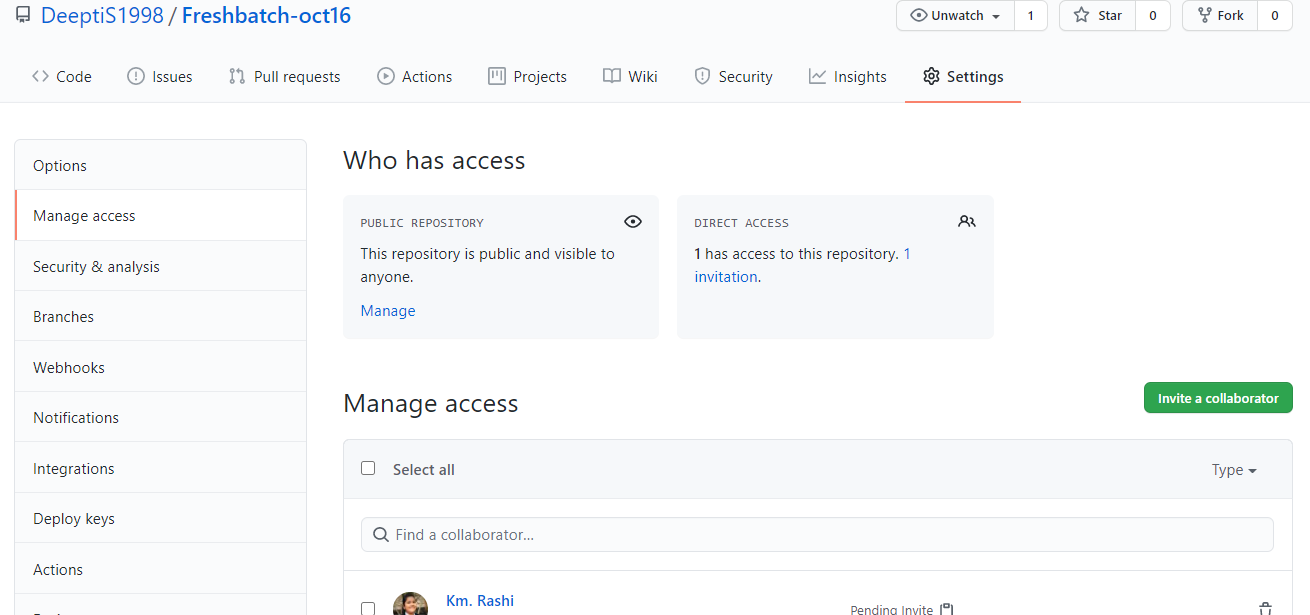 DeeptiS1998 / Freshbatch-oct16
Unwatch 1 Star 0 Fork 0
Code Issues Pull requests Actions Projects Wiki Security Insights Settings
Options
Manage access
Security & analysis
Branches
Webhooks
Notifications
Integrations
Deploy keys
Actions
Who has access
PUBLIC REPOSITORY
This repository is public and visible to
anyone.
Manage
DIRECT ACCESS
1 has access to this repository. 1
invitation.
Manage access
Invite a collaborator
Select all
Type
Find a collaborator...
Km. Rashi
Pending Invite